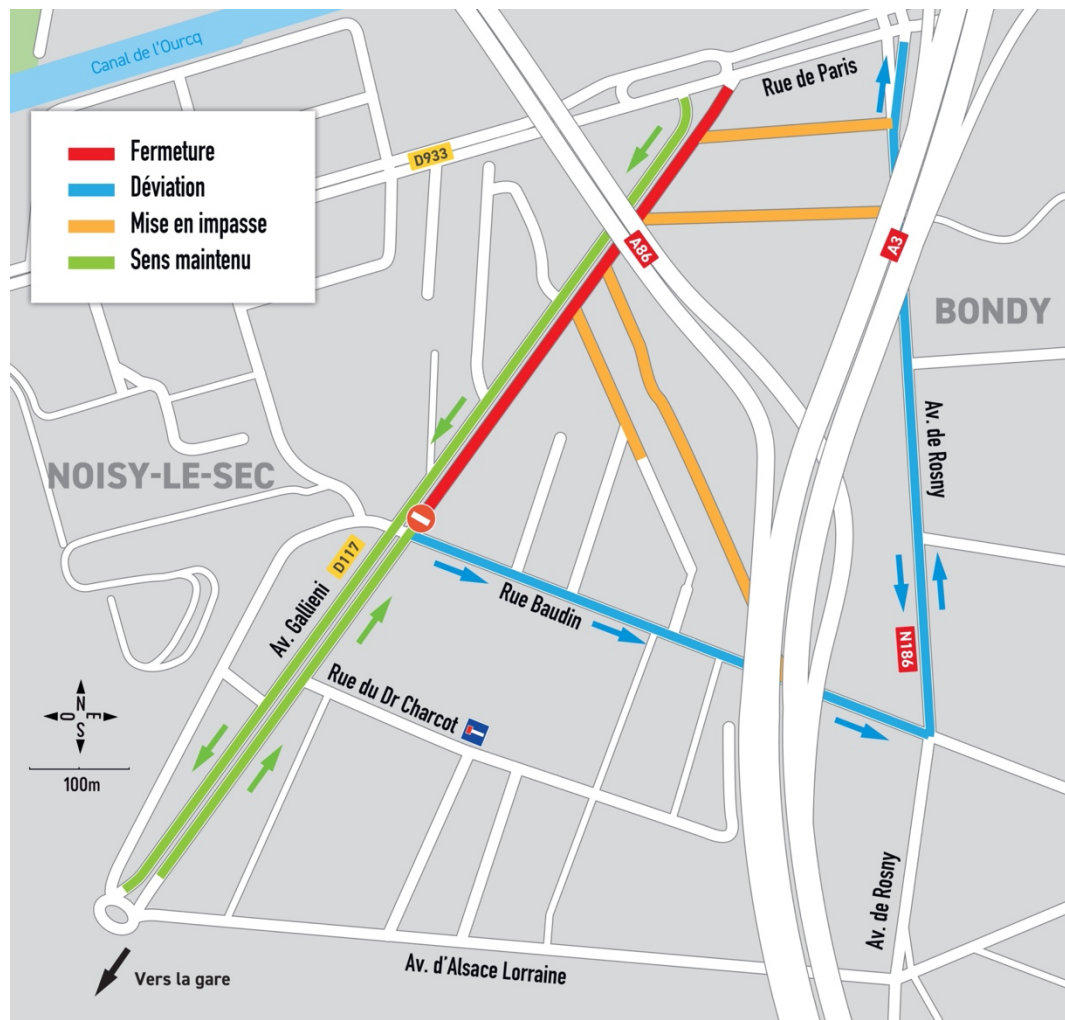 Canal de l'Ourcq
Rue de Paris
Fermeture
Déviation
Mise en impasse
Sens maintenu
D933
A86
A3
BONDY
NOISY-LE-SEC
Av. de Rosny
D117
Av. Gallieni
Rue Baudin
N186
Rue du Dr Charcot
N
O E
S
100m
Av. de Rosny
Av. d'Alsace Lorraine
Vers la gare